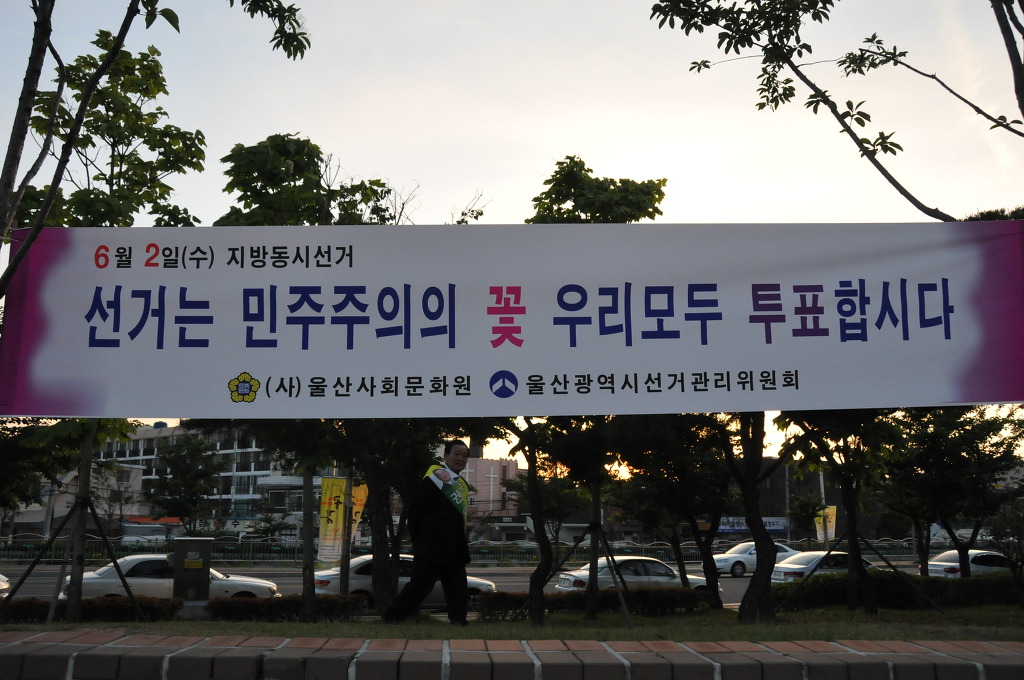 6월 2일(수) 지방동시선거
선거는 민주주의의 꽃 우리모두 투표합시다
(사)울산사회문화원 울산광역시선거관리위원회